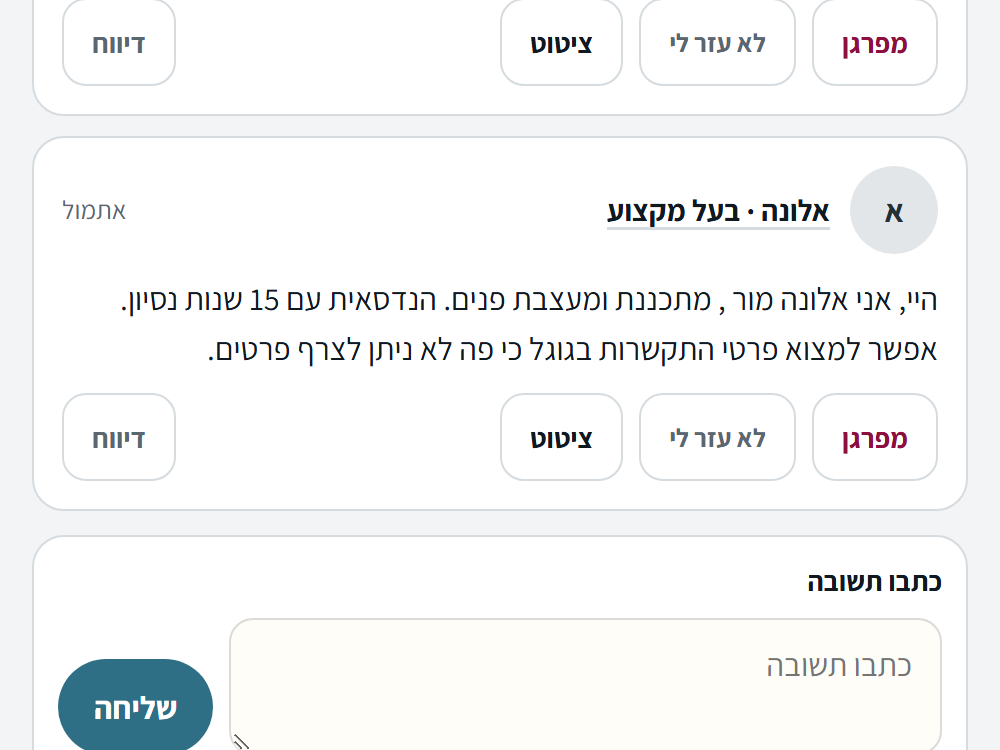 מפרגן
לא עזר לי
ציטוט
דיווח
א
אלונה · בעל מקצוע
אתמול
היי, אני אלונה מור , מתכננת ומעצבת פנים. הנדסאית עם 15 שנות נסיון.
אפשר למצוא פרטי התקשרות בגוגל כי פה לא ניתן לצרף פרטים.
מפרגן
לא עזר לי
ציטוט
דיווח
כתבו תשובה
כתבו תשובה
שליחה